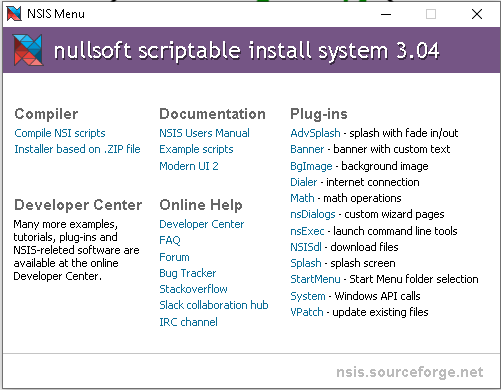 NSIS Menu
nullsoft scriptable install system 3.04
Compiler
Compile NSI scripts
Installer based on .ZIP file
Documentation
NSIS Users Manual
Example scripts
Modern UI 2
Plug-ins
AdvSplash - splash with fade in/out
Banner - banner with custom text
BgImage - background image
Dialer - internet connection
Math - math operations
nsDialogs - custom wizard pages
nsExec - launch command line tools
NSISdl - download files
Splash - splash screen
StartMenu - Start Menu folder selection
System - Windows API calls
VPatch - update existing files
Developer Center
Many more examples,
tutorials, plug-ins and
NSIS-releted software are
available at the online
Developer Center.
Online Help
Developer Center
FAQ
Forum
Bug Tracker
Stackoverflow
Slack collaboration hub
IRC channel
nsis.sourceforge.net